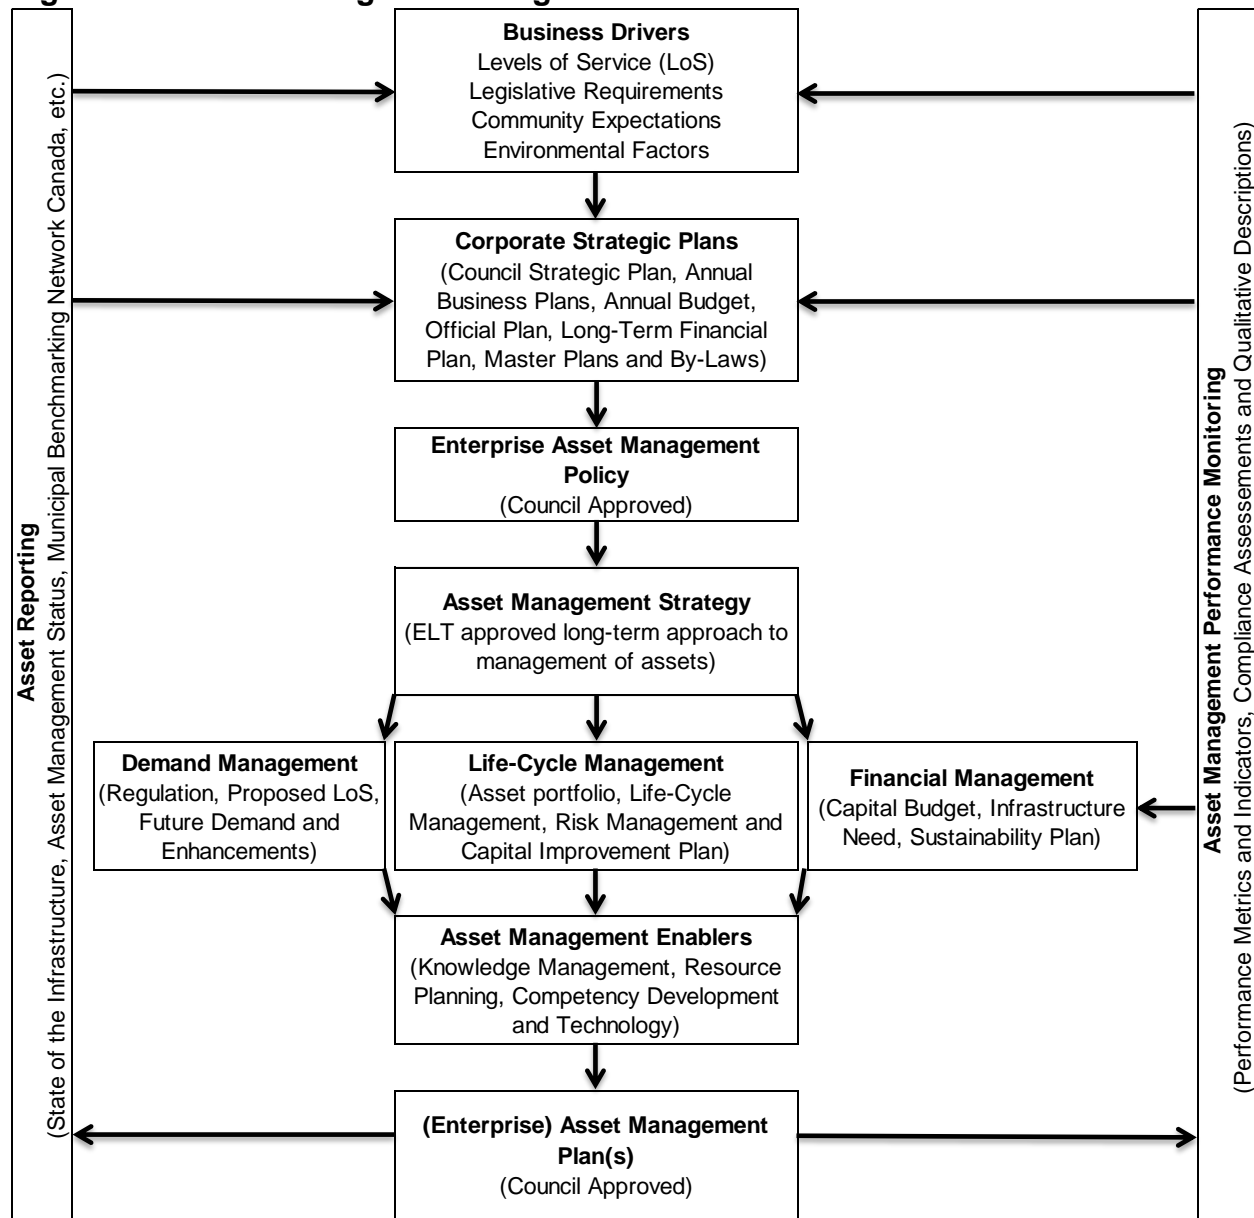 Business Drivers
Levels of Service (LoS)
Legislative Requirements
Community Expectations
Environmental Factors
Corporate Strategic Plans
(Council Strategic Plan, Annual
Business Plans, Annual Budget,
Official Plan, Long-Term Financial
Plan, Master Plans and By-Laws)
Enterprise Asset Management
Policy
(Council Approved)
Asset Management Strategy
(ELT approved long-term approach to
management of assets)
Demand Management
(Regulation, Proposed LoS,
Future Demand and
Enhancements)
Life-Cycle Management
(Asset portfolio, Life-Cycle
Management, Risk Management and
Capital Improvement Plan)
Financial Management
(Capital Budget, Infrastructure
Need, Sustainability Plan)
Asset Management Enablers
(Knowledge Management, Resource
Planning, Competency Development
and Technology)
(Enterprise) Asset Management
Plan(s)
(Council Approved)
Asset Reporting
(State of the Infrastructure, Asset Management Status, Municipal Benchmarking Network Canada, etc.)
Asset Management Performance Monitoring
(Performance Metrics and Indicators, Compliance Assessements and Qualitative Descriptions)